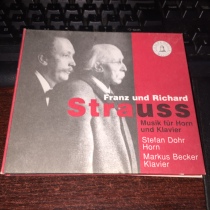 Franz und Richard
Strauss
Musik für Horn
und Klavier
Stefan Dohr
Horn
Markus Becker
Klavier